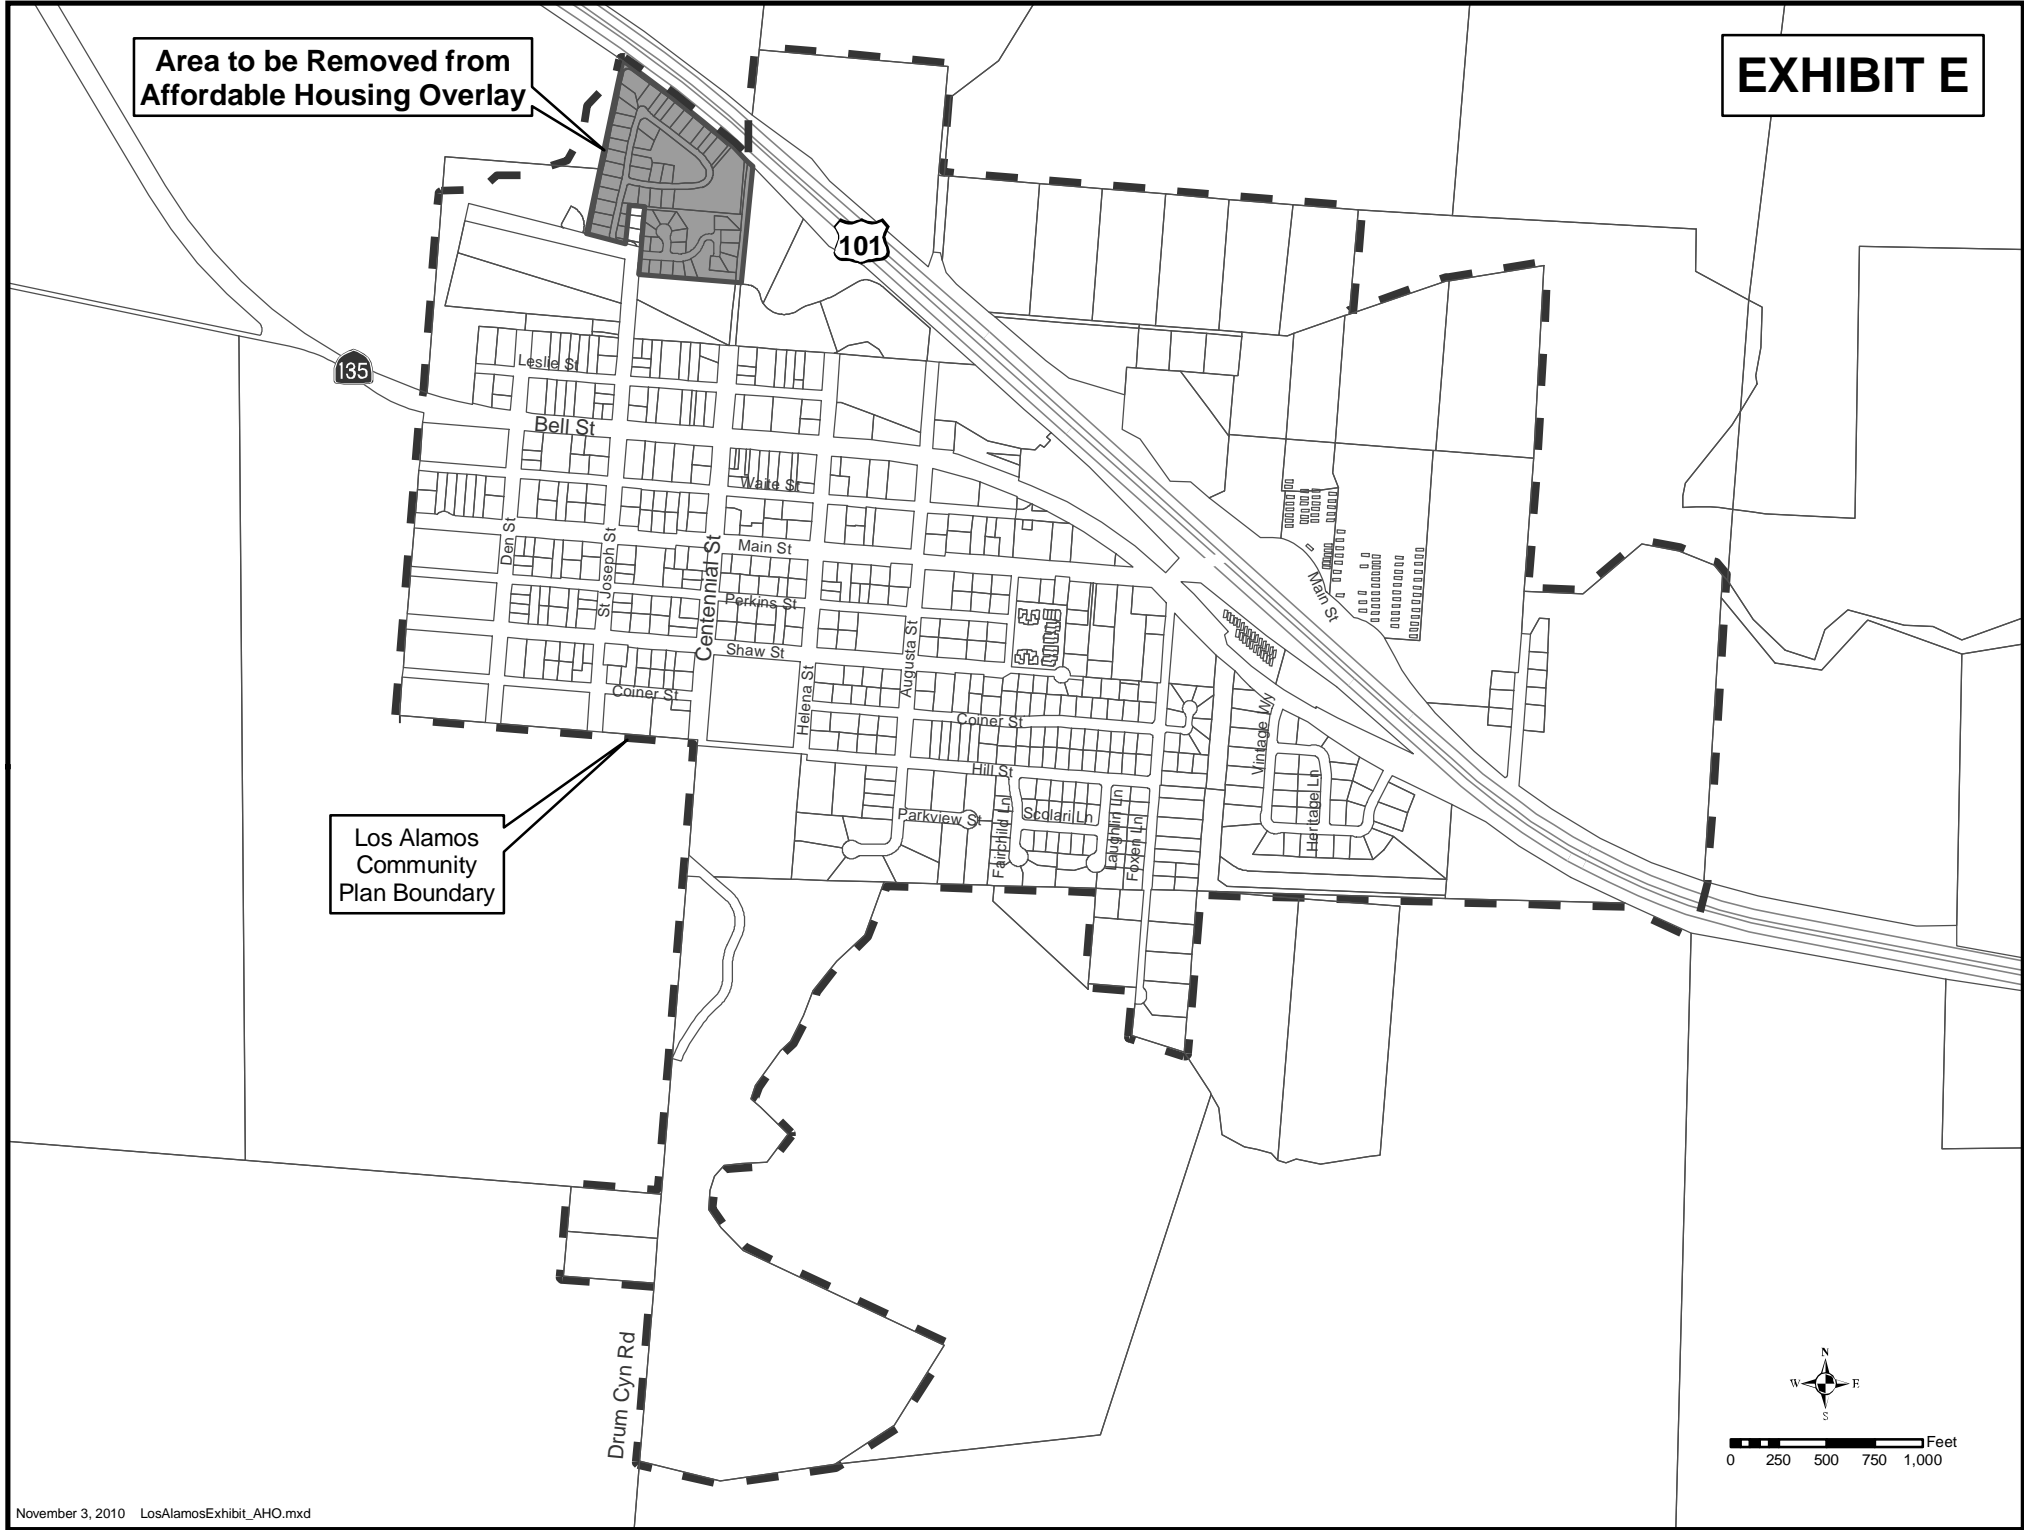 Area to be Removed from
Affordable Housing Overlay
EXHIBIT E
101
135
Leslie St
Bell St
Waite St
Den St
St Joseph St
Centennial St
Main St
Perkins St
Main St
Shaw St
Helena St
Augusta St
Coiner St
Coiner St
Vintage Wy
Hill St
Heritage Ln
Parkview St
Fairchild Ln
Scolari Ln
Laughlin Ln
Foxen Ln
Los Alamos
Community
Plan Boundary
Drum Cyn Rd
N
W E
S
Feet
0 250 500 750 1,000
November 3, 2010 LosAlamosExhibit_AHO.mxd